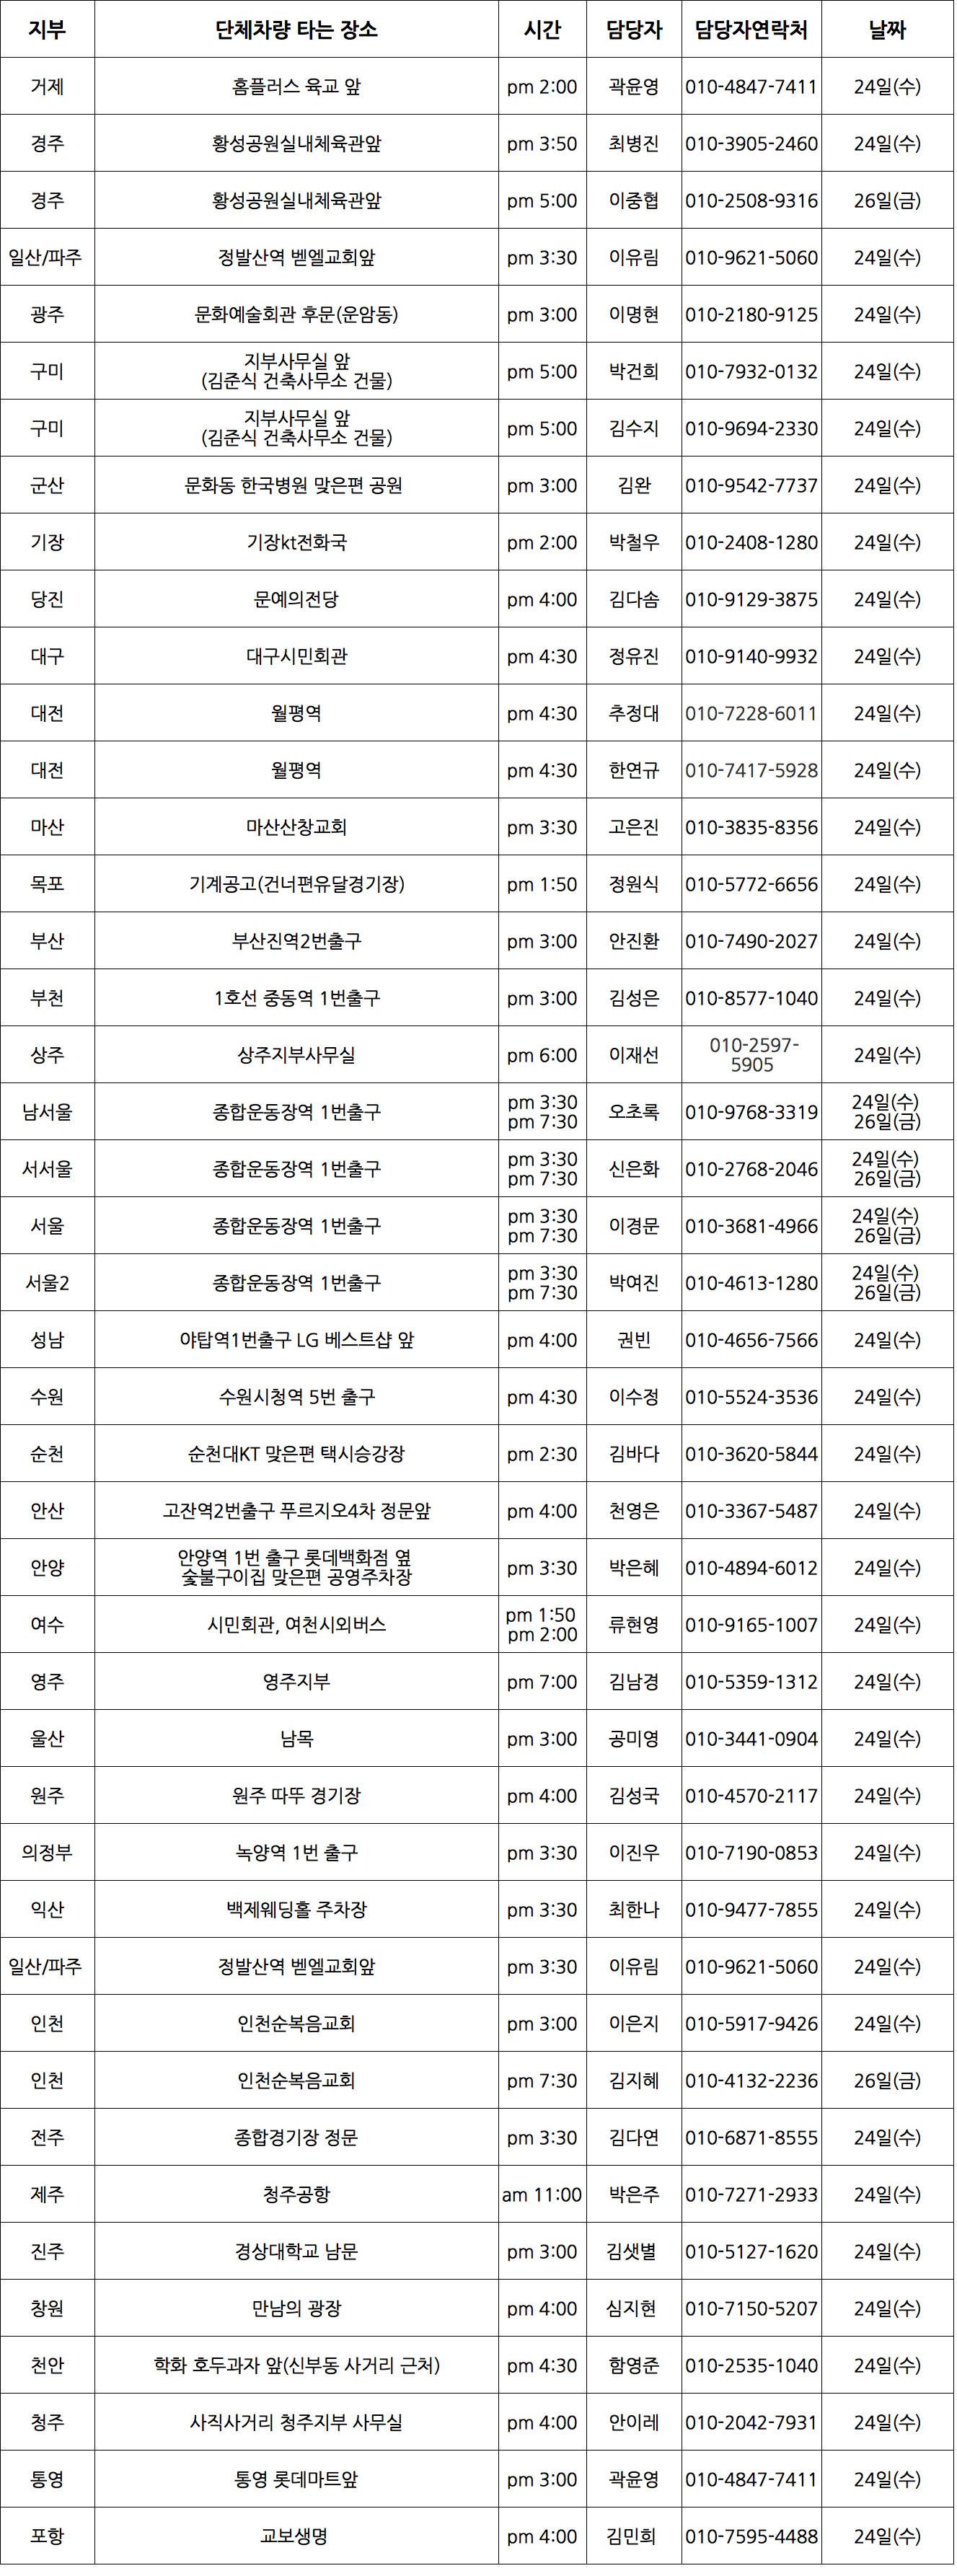 지부 단체차량 타는 장소 시간 담당자 담당자연락처 날짜
거제 홈플러스 육교 앞 pm 2:00 곽윤영 010-4847-7411 24일(수)
경주 황성공원실내체육관앞 pm 3:50 최병진 010-3905-2460 24일(수)
경주 황성공원실내체육관앞 pm 5:00 이중협 010-2508-9316 26일(금)
일산/파주 정발산역 벧엘교회앞 pm 3:30 이유림 010-9621-5060 24일(수)
광주 문화예술회관 후문(운암동) pm 3:00 이명현 010-2180-9125 24일(수)
구미 지부사무실 앞
(김준식 건축사무소 건물) pm 5:00 박건희 010-7932-0132 24일(수)
구미 지부사무실 앞
(김준식 건축사무소 건물) pm 5:00 김수지 010-9694-2330 24일(수)
군산 문화동 한국병원 맞은편 공원 pm 3:00 김완 010-9542-7737 24일(수)
기장 기장kt전화국 pm 2:00 박철우 010-2408-1280 24일(수)
당진 문예의전당 pm 4:00 김다솜 010-9129-3875 24일(수)
대구 대구시민회관 pm 4:30 정유진 010-9140-9932 24일(수)
대전 월평역 pm 4:30 추정대 010-7228-6011 24일(수)
대전 월평역 pm 4:30 한연규 010-7417-5928 24일(수)
마산 마산산창교회 pm 3:30 고은진 010-3835-8356 24일(수)
목포 기계공고(건너편유달경기장) pm 1:50 정원식 010-5772-6656 24일(수)
부산 부산진역2번출구 pm 3:00 안진환 010-7490-2027 24일(수)
부천 1호선 중동역 1번출구 pm 3:00 김성은 010-8577-1040 24일(수)
상주 상주지부사무실 pm 6:00 이재선 010-2597-
5905 24일(수)
남서울 종합운동장역 1번출구 pm 3:30
pm 7:30 오초록 010-9768-3319 24일(수)
26일(금)
서서울 종합운동장역 1번출구 pm 3:30
pm 7:30 신은화 010-2768-2046 24일(수)
26일(금)
서울 종합운동장역 1번출구 pm 3:30
pm 7:30 이경문 010-3681-4966 24일(수)
26일(금)
서울2 종합운동장역 1번출구 pm 3:30
pm 7:30 박여진 010-4613-1280 24일(수)
26일(금)
성남 야탑역1번출구 LG 베스트샵 앞 pm 4:00 권빈 010-4656-7566 24일(수)
수원 수원시청역 5번 출구 pm 4:30 이수정 010-5524-3536 24일(수)
순천 순천대KT 맞은편 택시승강장 pm 2:30 김바다 010-3620-5844 24일(수)
안산 고잔역2번출구 푸르지오4차 정문앞 pm 4:00 천영은 010-3367-5487 24일(수)
안양 안양역 1번 출구 롯데백화점 옆
숯불구이집 맞은편 공영주차장 pm 3:30 박은혜 010-4894-6012 24일(수)
여수 시민회관, 여천시외버스 pm 1:50
pm 2:00 류현영 010-9165-1007 24일(수)
영주 영주지부 pm 7:00 김남경 010-5359-1312 24일(수)
울산 남목 pm 3:00 공미영 010-3441-0904 24일(수)
원주 원주 따뚜 경기장 pm 4:00 김성국 010-4570-2117 24일(수)
의정부 녹양역 1번 출구 pm 3:30 이진우 010-7190-0853 24일(수)
익산 백제웨딩홀 주차장 pm 3:30 최한나 010-9477-7855 24일(수)
일산/파주 정발산역 벧엘교회앞 pm 3:30 이유림 010-9621-5060 24일(수)
인천 인천순복음교회 pm 3:00 이은지 010-5917-9426 24일(수)
인천 인천순복음교회 pm 7:30 김지혜 010-4132-2236 26일(금)
전주 종합경기장 정문 pm 3:30 김다연 010-6871-8555 24일(수)
제주 청주공항 am 11:00 박은주 010-7271-2933 24일(수)
진주 경상대학교 남문 pm 3:00 김샛별 010-5127-1620 24일(수)
창원 만남의 광장 pm 4:00 심지현 010-7150-5207 24일(수)
천안 학화 호두과자 앞(신부동 사거리 근처) pm 4:30 함영준 010-2535-1040 24일(수)
청주 사직사거리 청주지부 사무실 pm 4:00 안이레 010-2042-7931 24일(수)
통영 통영 롯데마트앞 pm 3:00 곽윤영 010-4847-7411 24일(수)
포항 교보생명 pm 4:00 김민희 010-7595-4488 24일(수)